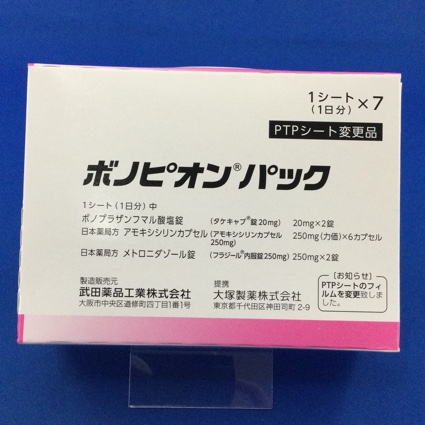 1シート×7
(1日分)
PTPシート変更品
ボノピオン®パック
1シート(1日分)中
ボノプラザンフマル酸塩錠 (タケキャブ®錠20mg) 20mg×2錠
日本薬局方 アモキシシリンカプセル (アモキシシリンカプセル 250mg(力価)×6カプセル
250mg)
日本薬局方 メトロニダゾール錠 (フラジール®内服錠250mg) 250mg×2錠
製造販売元
武田薬品工業株式会社
大阪市中央区道修町四丁目1番1号
提携
大塚製薬株式会社
東京都千代田区神田司町2-9
〔お知らせ〕
PTPシートのフィ
ルムを変更致しま
した。